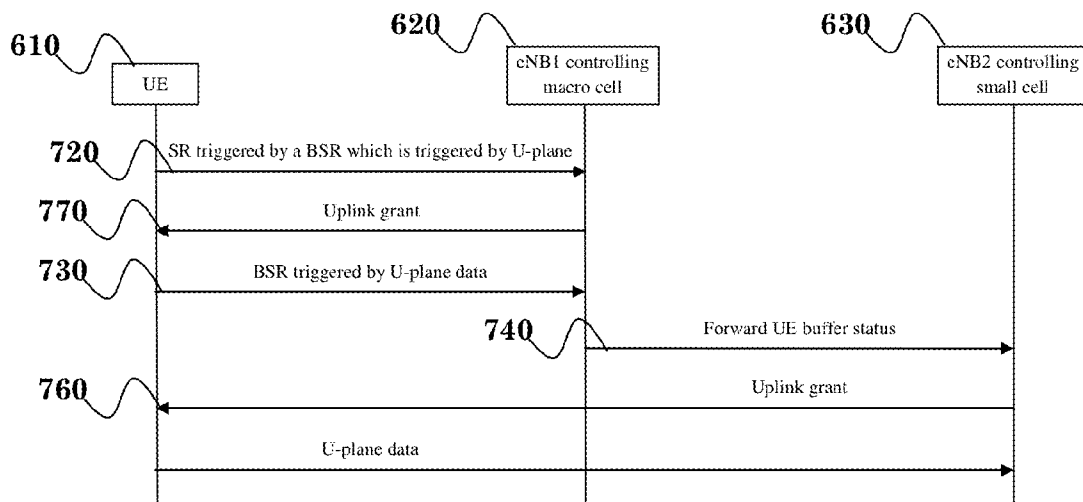 610
620
630
UE
eNB1 controlling
macro cell
eNB2 controlling
small cell
720
SR triggered by a BSR which is triggered by U-plane
770
Uplink grant
730
BSR triggered by U-plane data
740
Forward UE buffer status
760
Uplink grant
U-plane data